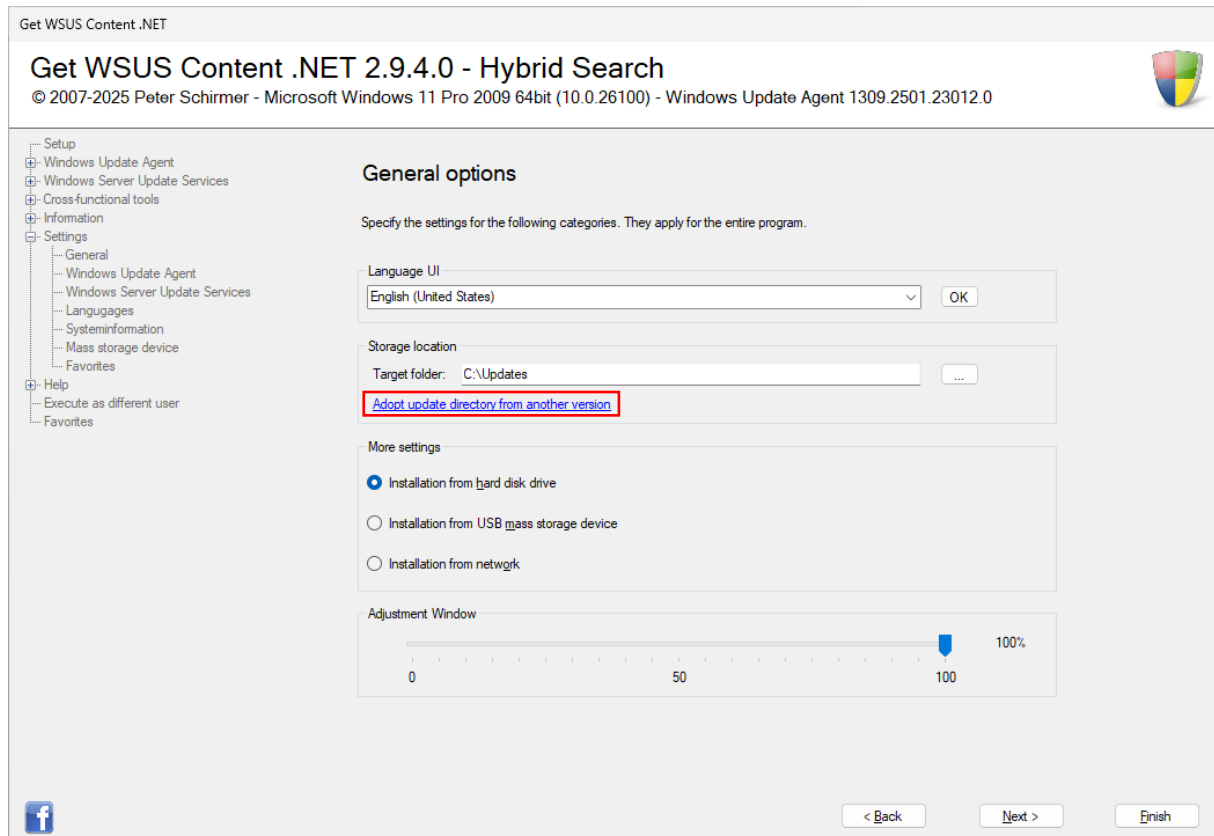 Get WSUS Content .NET
Get WSUS Content .NET 2.9.4.0 - Hybrid Search
© 2007-2025 Peter Schirmer - Microsoft Windows 11 Pro 2009 64bit (10.0.26100) - Windows Update Agent 1309.2501.23012.0
Setup
Windows Update Agent
Windows Server Update Services
Cross-functional tools
Information
Settings
General
Windows Update Agent
Windows Server Update Services
Langugages
Systeminformation
Mass storage device
Favorites
Help
Execute as different user
Favorites
General options
Specify the settings for the following categories. They apply for the entire program.
Language UI
English (United States)
OK
Storage location
Target folder: C:\Updates
...
Adopt update directory from another version
More settings
Installation from hard disk drive
Installation from USB mass storage device
Installation from network
Adjustment Window
100%
0 50 100
< Back Next > Finish